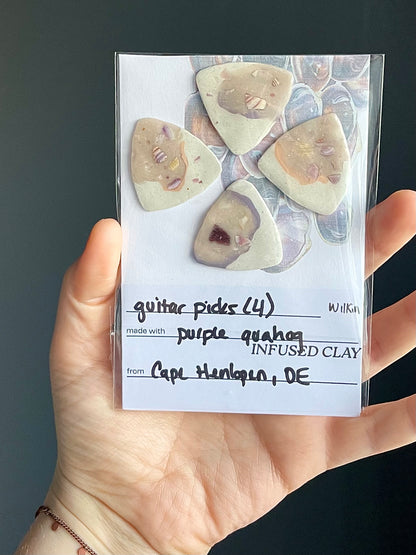 guitar picks (4) Wilkin
made with purple quahog
INFUSED CLAY
from Cape Henlopen, DE